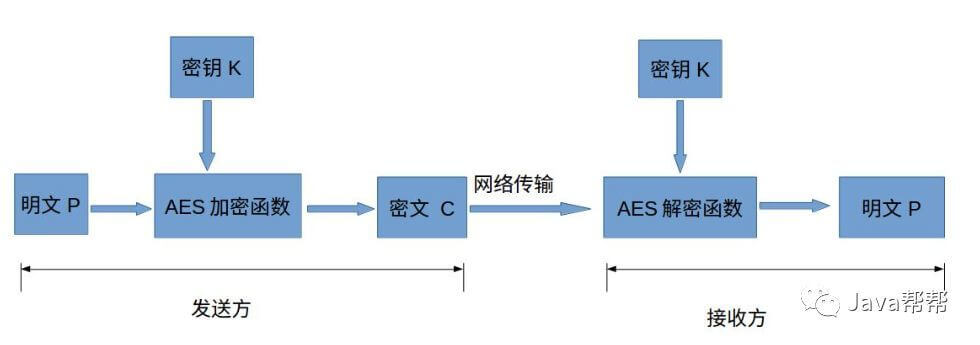 密钥 K
密钥 K
明文 P
AES 加密函数
密文 C
网络传输
AES 解密函数
明文 P
发送方
接收方
Java帮帮